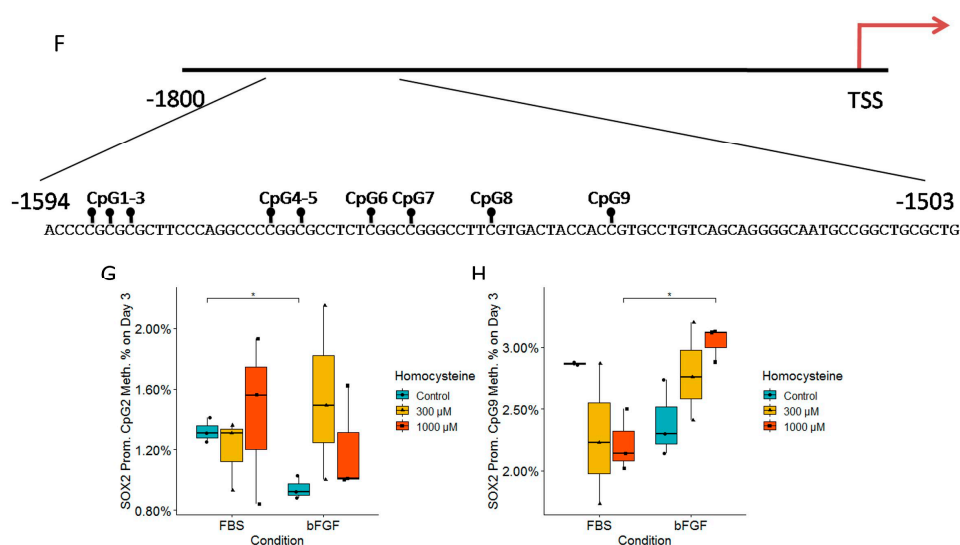 F
-1800
TSS
-1594 CpG1-3 CpG4-5 CpG6 CpG7 CpG8 CpG9 -1503
ACCCCGCGCGCTTCCCAGGCCCCCGGCGCCTCTCGGCCGGGCCTTCGTGACTACCACCGTGCCTGTCAGCAGGGGCAATGCCGGCTGCGCTG
G
SOX2 Prom. CpG2 Meth. % on Day 3
2.00%
1.60%
1.20%
0.80%
*
FBS bFGF
Condition
Homocysteine
Control
300 µM
1000 µM
H
SOX2 Prom. CpG9 Meth. % on Day 3
3.00%
2.50%
2.00%
*
FBS bFGF
Condition
Homocysteine
Control
300 µM
1000 µM